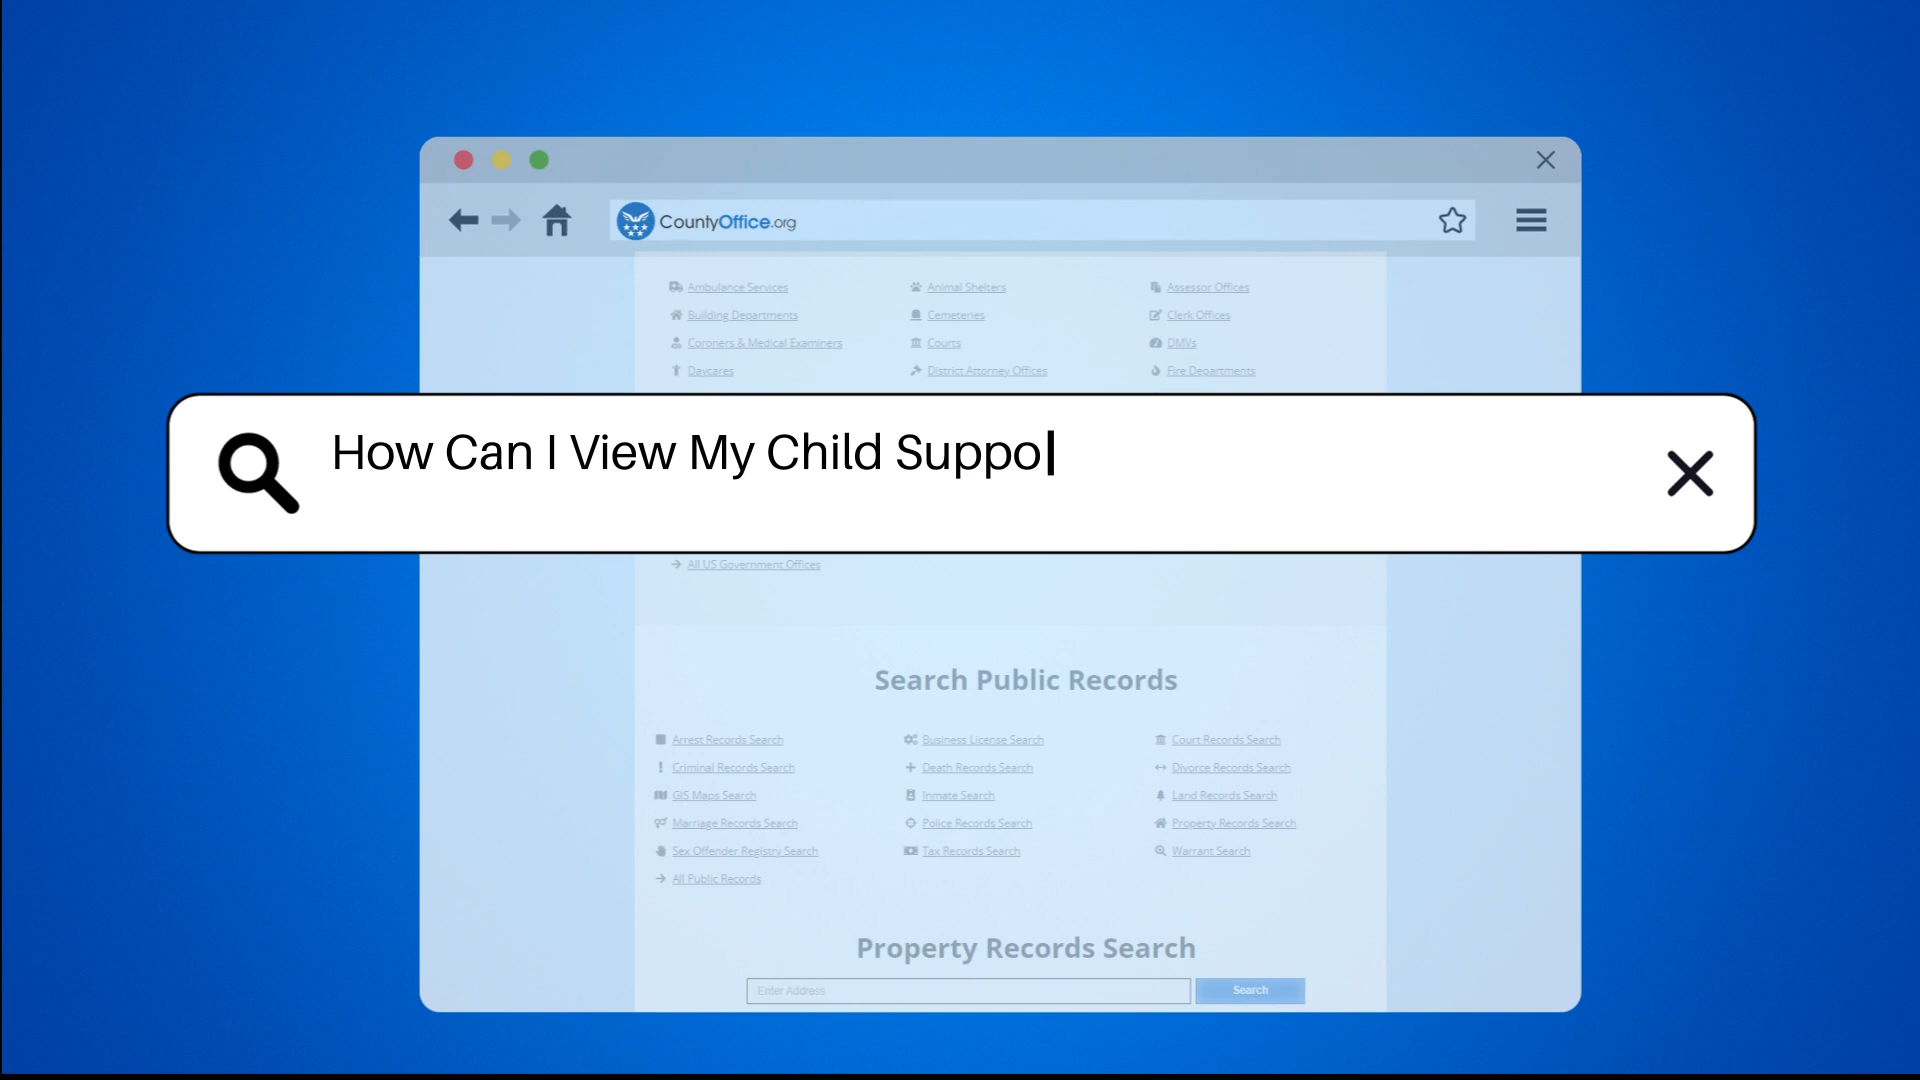 CountyOffice.org
Ambulance Services Animal Shelters Assessor Offices
Building Departments Cemeteries Clerk Offices
Coroners & Medical Examiners Courts DMVs
Daycares District Attorney Offices Fire Departments
How Can I View My Child Suppo
All US Government Offices
Search Public Records
Arrest Records Search Business License Search Court Records Search
Criminal Records Search Death Records Search Divorce Records Search
GIS Maps Search Inmate Search Land Records Search
Marriage Records Search Police Records Search Property Records Search
Sex Offender Registry Search Tax Records Search Warrant Search
All Public Records
Property Records Search
Enter Address Search